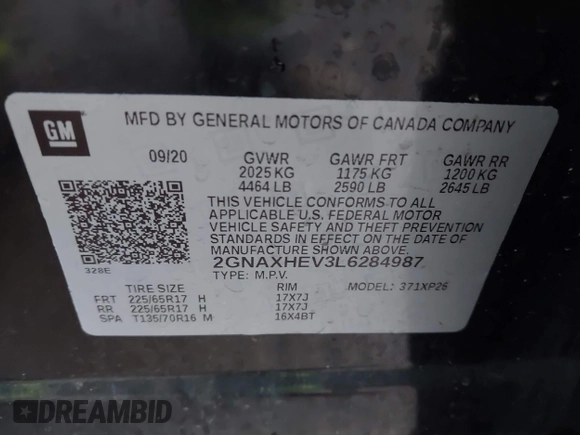 GM
MFD BY GENERAL MOTORS OF CANADA COMPANY
09/20 GVWR GAWR FRT GAWR RR
2025 KG 1175 KG 1200 KG
4464 LB 2590 LB 2645 LB
THIS VEHICLE CONFORMS TO ALL
APPLICABLE U.S. FEDERAL MOTOR
VEHICLE SAFETY AND THEFT PREVENTION
STANDARDS IN EFFECT ON THE DATE OF
MANUFACTURE SHOWN ABOVE.
328E 2GNAXHEV3L6284987
TYPE: M.P.V.
TIRE SIZE RIM MODEL: 371XP26
FRT 225/65R17 H 17X7J
RR 225/65R17 H 17X7J
SPA T135/70R16 M 16X4BT
DREAMBID